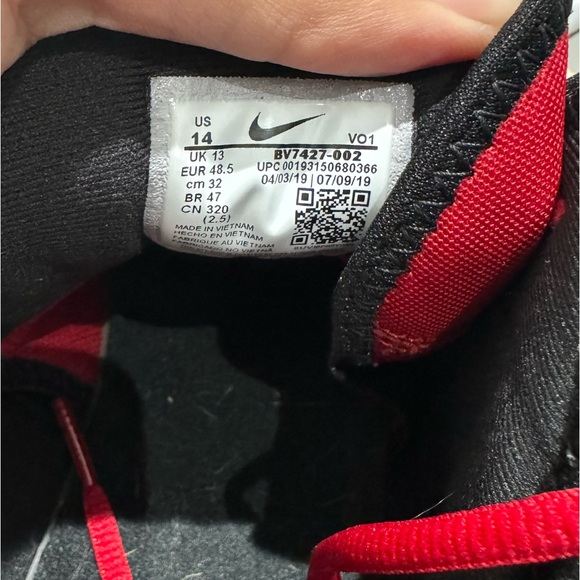 US
14
VO1
UK 13
BV7427-002
EUR 48.5
UPC 00193150680366
cm 32
04/03/19 | 07/09/19
BR 47
CN 320
(2.5)
MADE IN VIETNAM
HECHO EN VIETNAM
FABRIQUE AU VIETNAM